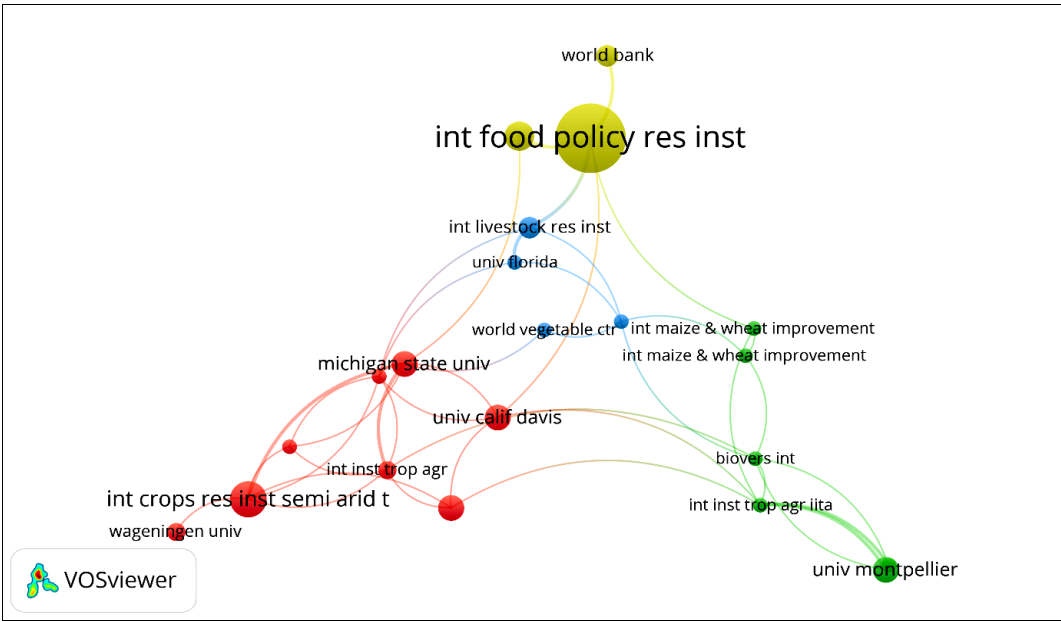 world bank
int food policy res inst
int livestock res inst
univ florida
world vegetable ctr
int maize & wheat improvement
int maize & wheat improvement
michigan state univ
univ calif davis
biovers int
int inst trop agr
int crops res inst semi arid t
int inst trop agr iita
wageningen univ
univ montpellier
VOSviewer